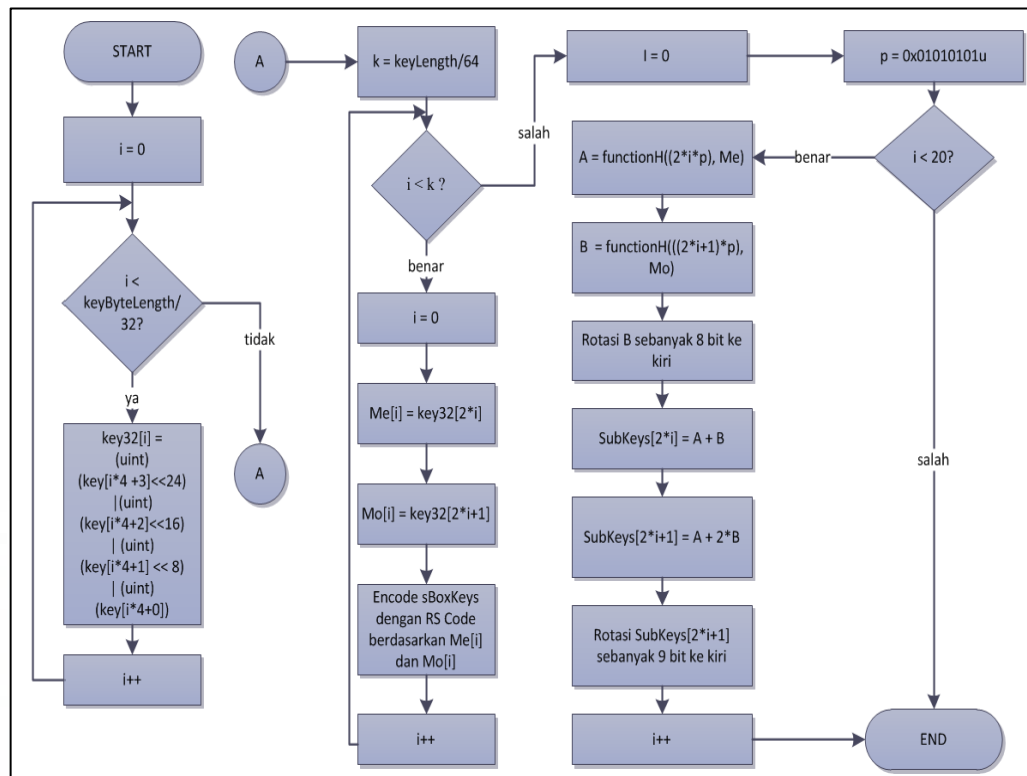 START
i = 0
i <
keyByteLength/
32?
tidak
ya
key32[i] =
(uint)
(key[i*4 +3]<<24)
|(uint)
(key[i*4+2]<<16)
| (uint)
(key[i*4+1] << 8)
| (uint)
(key[i*4+0])
i++
A
A
k = keyLength/64
i < k ?
salah
benar
i = 0
Me[i] = key32[2*i]
Mo[i] = key32[2*i+1]
Encode sBoxKeys
dengan RS Code
berdasarkan Me[i]
dan Mo[i]
i++
I = 0
p = 0x01010101u
i < 20?
benar
salah
A = functionH((2*i*p), Me)
B = functionH(((2*i+1)*p),
Mo)
Rotasi B sebanyak 8 bit ke
kiri
SubKeys[2*i] = A + B
SubKeys[2*i+1] = A + 2*B
Rotasi SubKeys[2*i+1]
sebanyak 9 bit ke kiri
i++
END